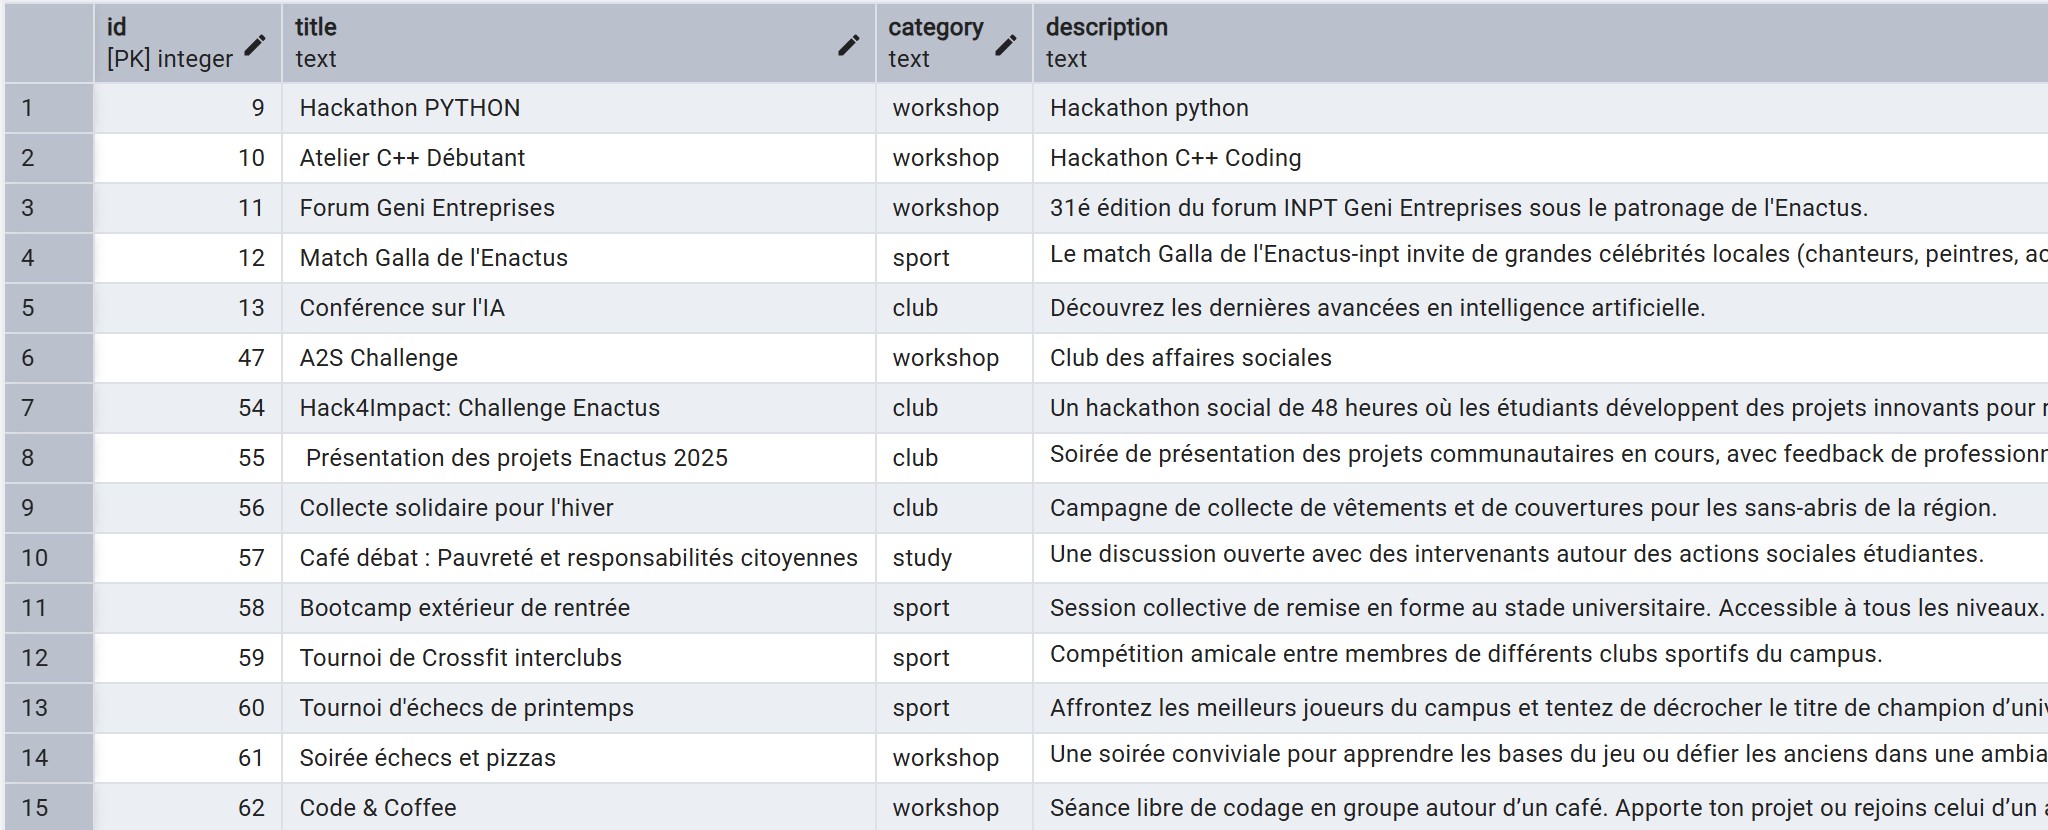 id title category description
[PK] integer text text text
1 9 Hackathon PYTHON workshop Hackathon python
2 10 Atelier C++ Débutant workshop Hackathon C++ Coding
3 11 Forum Geni Entreprises workshop 31é édition du forum INPT Geni Entreprises sous le patronage de l'Enactus.
4 12 Match Galla de l'Enactus sport Le match Galla de l'Enactus-inpt invite de grandes célébrités locales (chanteurs, peintres,
5 13 Conférence sur l'IA club Découvrez les dernières avancées en intelligence artificielle.
6 47 A2S Challenge workshop Club des affaires sociales
7 54 Hack4Impact: Challenge Enactus club Un hackathon social de 48 heures où les étudiants développent des projets innovants pour
8 55 Présentation des projets Enactus 2025 club Soirée de présentation des projets communautaires en cours, avec feedback de
9 56 Collecte solidaire pour l'hiver club Campagne de collecte de vêtements et de couvertures pour les sans-abris de la région.
10 57 Café débat : Pauvreté et responsabilités citoyennes study Une discussion ouverte avec des intervenants autour des actions sociales étudiantes.
11 58 Bootcamp extérieur de rentrée sport Session collective de remise en forme au stade universitaire. Accessible à tous les niveaux.
12 59 Tournoi de Crossfit interclubs sport Compétition amicale entre membres de différents clubs sportifs du campus.
13 60 Tournoi d'échecs de printemps sport Affrontez les meilleurs joueurs du campus et tentez de décrocher le titre de champion
14 61 Soirée échecs et pizzas workshop Une soirée conviviale pour apprendre les bases du jeu ou défier les anciens dans une
15 62 Code & Coffee workshop Séance libre de codage en groupe autour d’un café. Apporte ton projet ou rejoins celui d’un